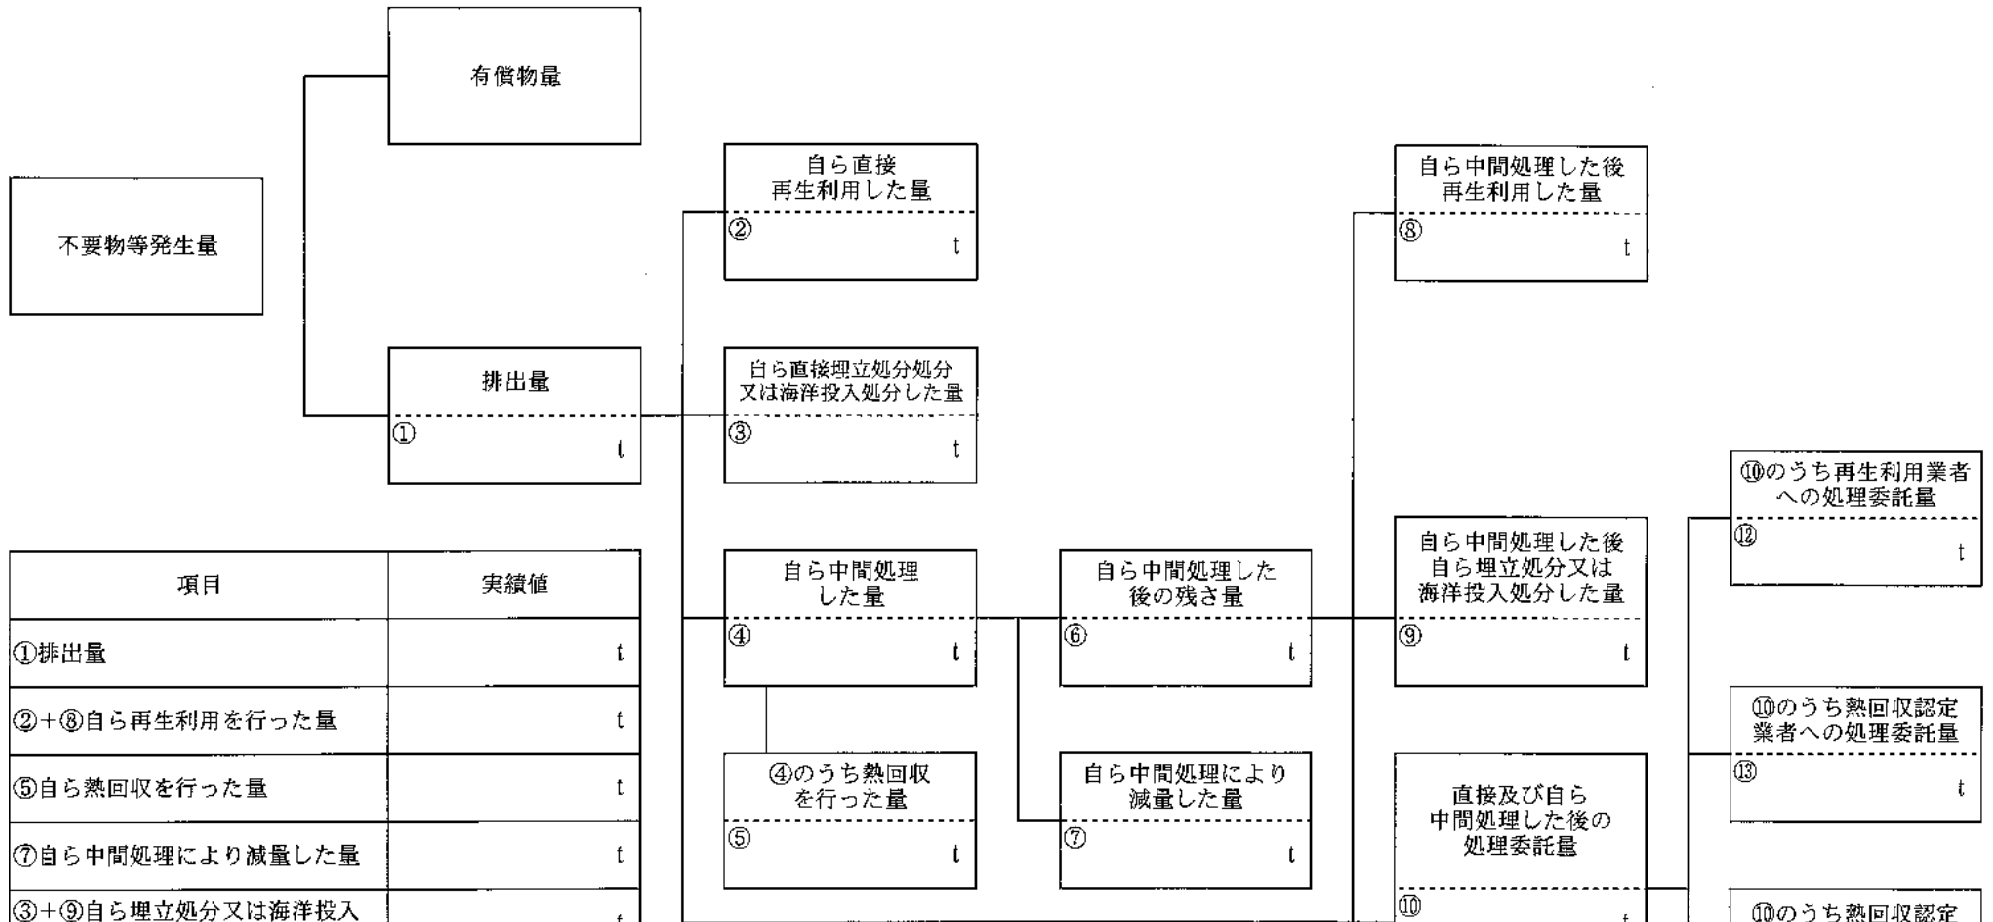 有償物量
不要物等発生量
自ら直接
再生利用した量
② t
自ら中間処理した後
再生利用した量
⑧ t
排出量
① t
自ら直接埋立処分処分
又は海洋投入処分した量
③ t
⑩のうち再生利用業者
への処理委託量
⑫ t
自ら中間処理
した量
④ t
自ら中間処理した
後の残さ量
⑥ t
自ら中間処理した後
自ら埋立処分又は
海洋投入処分した量
⑨ t
⑩のうち熱回収認定
業者への処理委託量
⑬ t
④のうち熱回収
を行った量
⑤ t
自ら中間処理により
減量した量
⑦ t
直接及び自ら
中間処理した後の
処理委託量
⑩ t
⑩のうち熱回収認定
項目 実績値
①排出量 t
②+⑧自ら再生利用を行った量 t
⑤自ら熱回収を行った量 t
⑦自ら中間処理により減量した量 t
③+⑨自ら埋立処分又は海洋投入 t